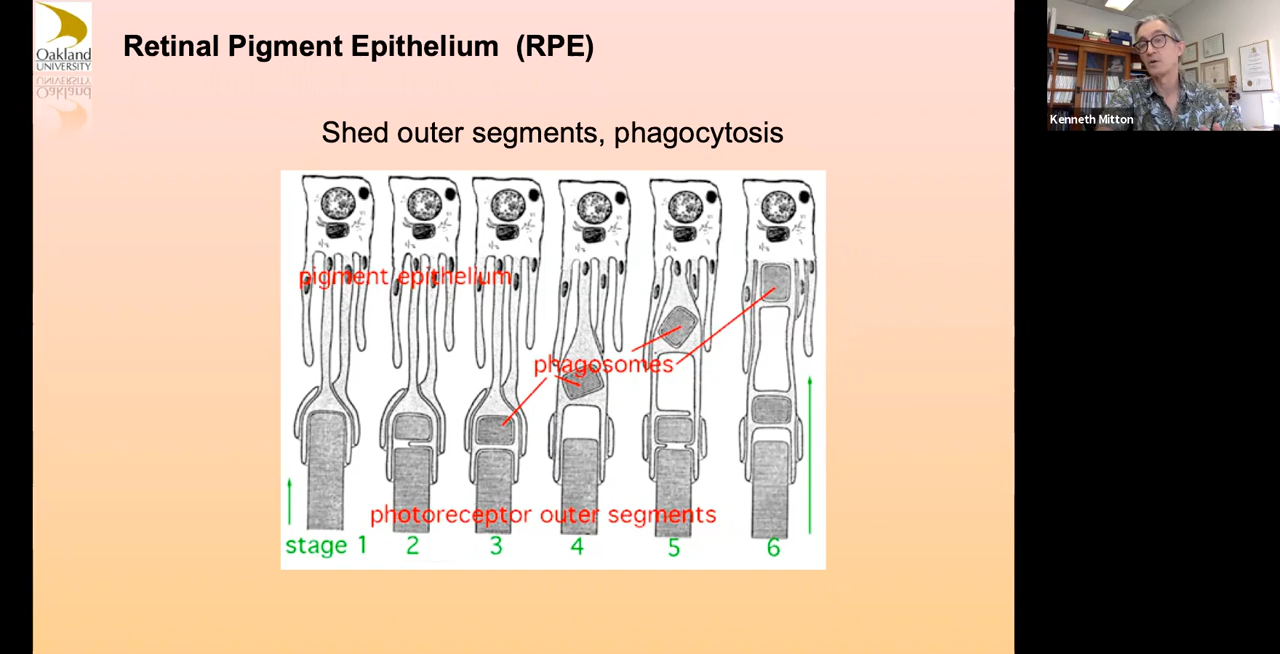 Oakland
UNIVERSITY
Retinal Pigment Epithelium (RPE)
Shed outer segments, phagocytosis
pigment epithelium
phagosomes
photoreceptor outer segments
stage 1 2 3 4 5 6
Kenneth Mitton